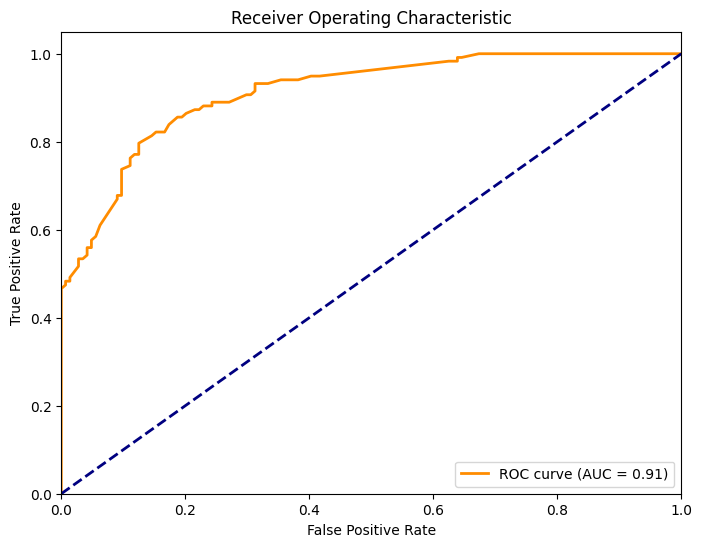 Receiver Operating Characteristic
True Positive Rate
1.0
0.8
0.6
0.4
0.2
0.0
0.0 0.2 0.4 0.6 0.8 1.0
False Positive Rate
ROC curve (AUC = 0.91)